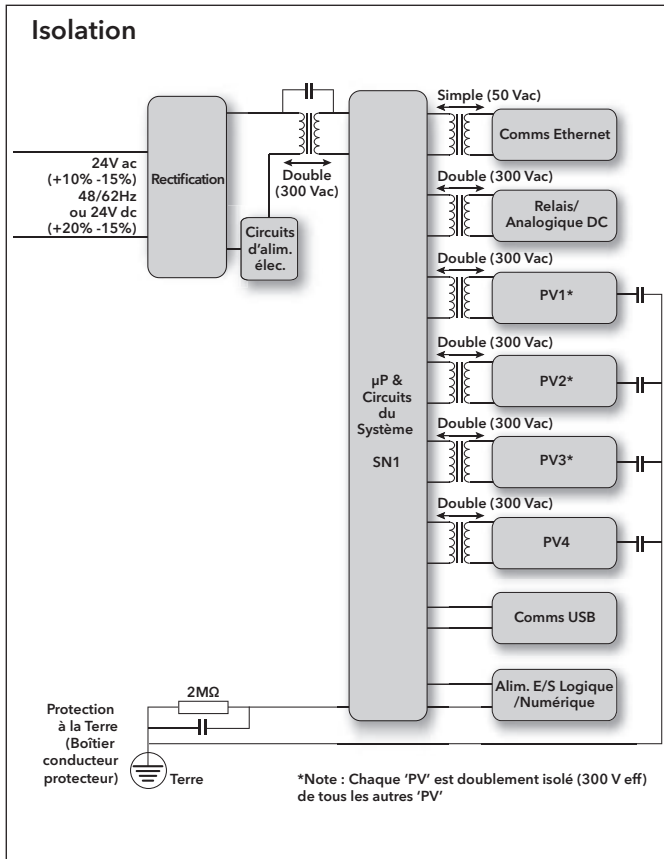 Isolation
24V ac
(+10% -15%)
48/62Hz
ou 24V dc
(+20% -15%)
Rectification
Double
(300 Vac)
Circuits
d'alim.
élec.
µP &
Circuits
du
Système
SN1
Simple (50 Vac)
Comms Ethernet
Double (300 Vac)
Relais/
Analogique DC
Double (300 Vac)
PV1*
Double (300 Vac)
PV2*
Double (300 Vac)
PV3*
Double (300 Vac)
PV4
Comms USB
Alim. E/S Logique
/Numérique
2MΩ
Protection
à la Terre
(Boîtier
conducteur
protecteur)
Terre
*Note : Chaque 'PV' est doublement isolé (300 V eff)
de tous les autres 'PV'